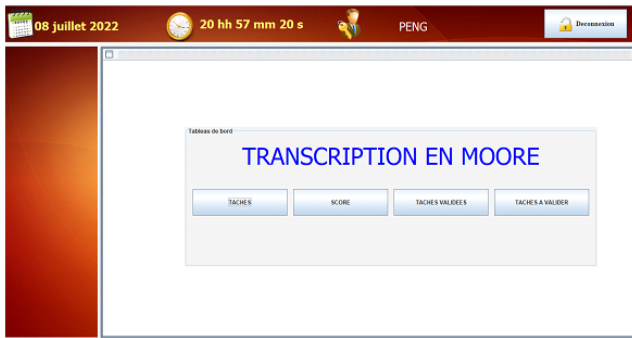 08 juillet 2022
20 hh 57 mm 20 s
PENG
Deconnexion
Tableau de bord
TRANSCRIPTION EN MOORE
TACHES
SCORE
TACHES VALIDEES
TACHES A VALIDER